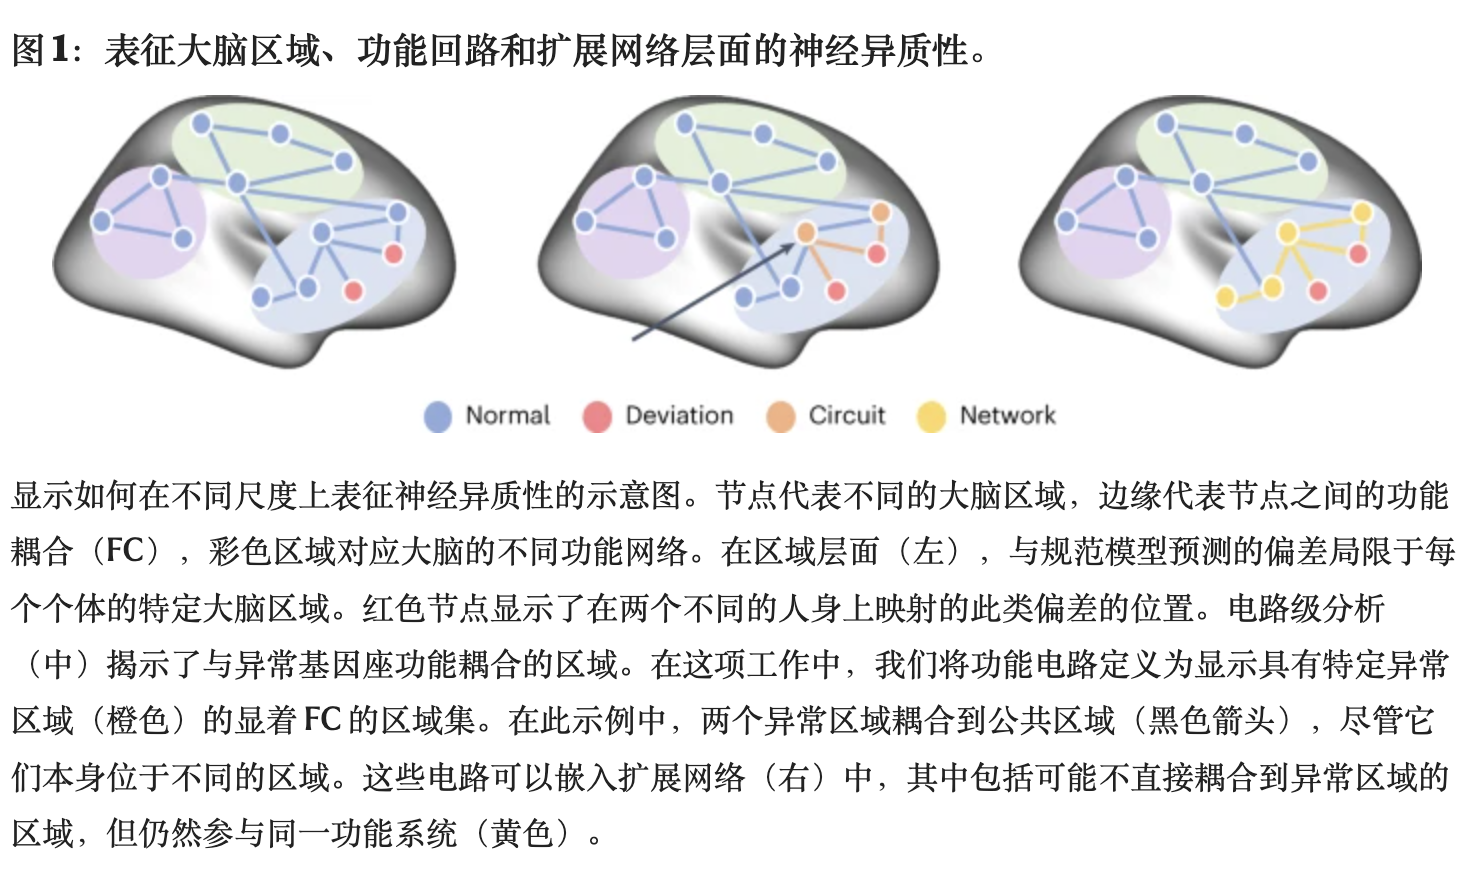 图1：表征大脑区域、功能回路和扩展网络层面的神经异质性。
Normal Deviation Circuit Network
显示如何在不同尺度上表征神经异质性的示意图。节点代表不同的大脑区域，边缘代表节点之间的功能
耦合（FC），彩色区域对应大脑的不同功能网络。在区域层面（左），与规范模型预测的偏差局限于每
个个体的特定大脑区域。红色节点显示了在两个不同的人身上映射的此类偏差的位置。电路级分析
（中）揭示了与异常基因座功能耦合的区域。在这项工作中，我们将功能电路定义为显示具有特定异常
区域（橙色）的显着 FC 的区域集。在此示例中，两个异常区域耦合到公共区域（黑色箭头），尽管它
们本身位于不同的区域。这些电路可以嵌入扩展网络（右）中，其中包括可能不直接耦合到异常区域的
区域，但仍然参与同一功能系统（黄色）。